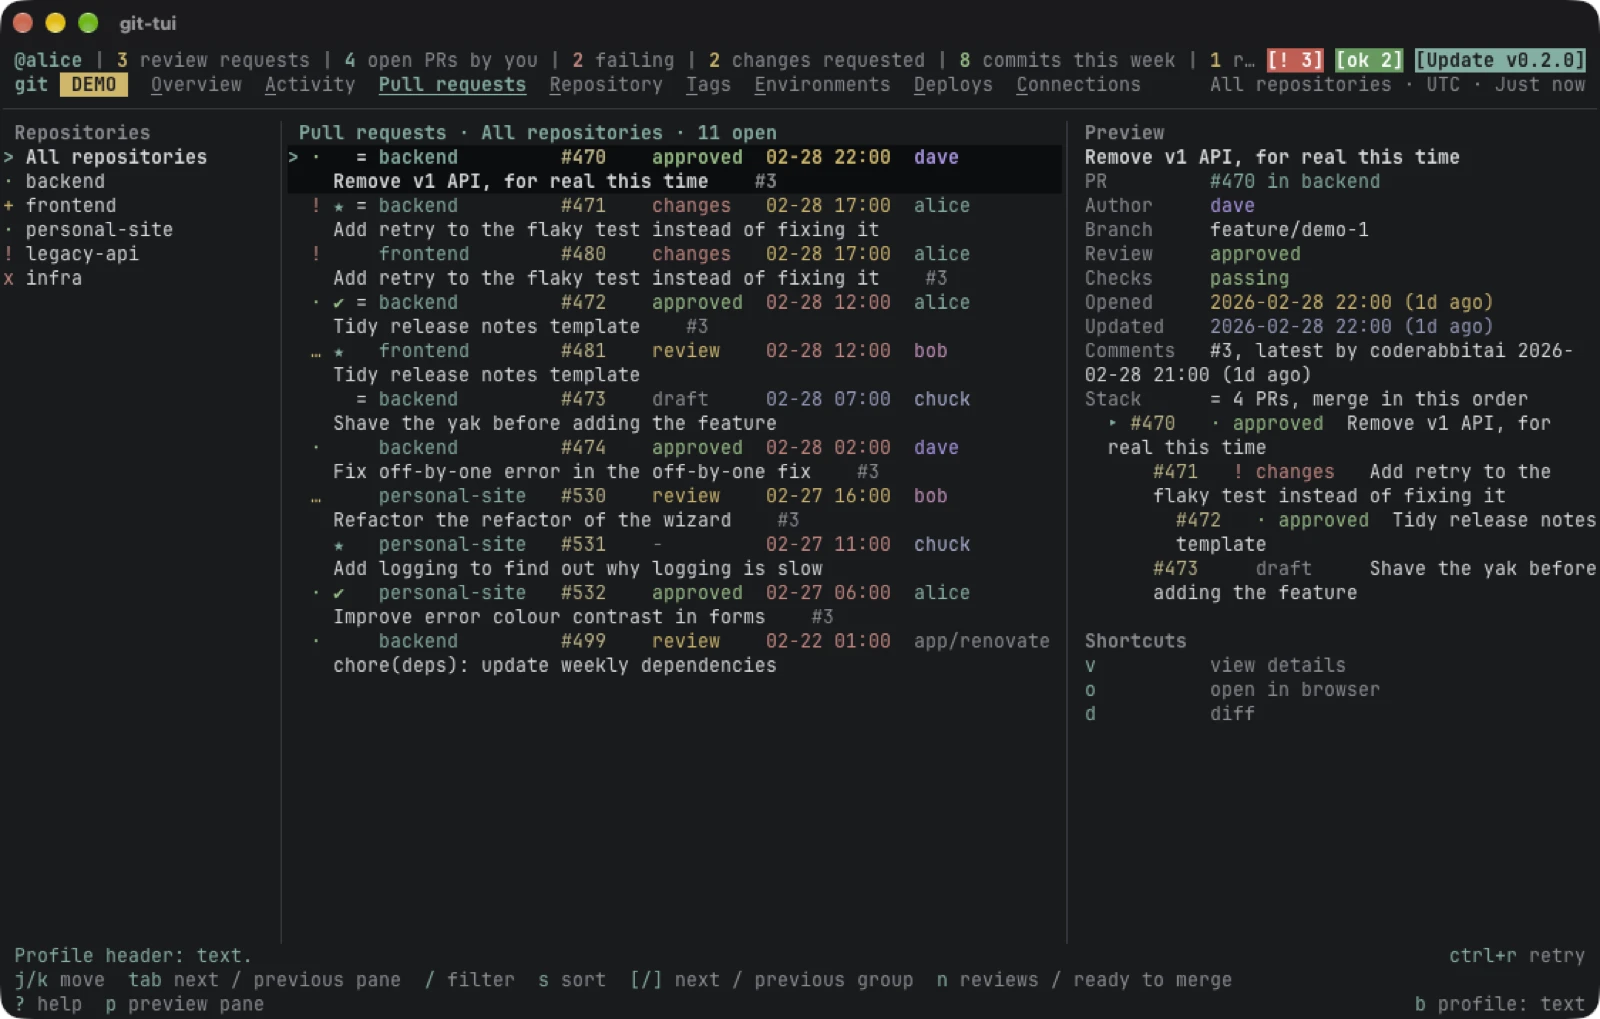 git-tui
@alice | 3 review requests | 4 open PRs by you | 2 failing | 2 changes requested | 8 commits this week | 1 r… [! 3] [ok 2] [Update v0.2.0]
git DEMO Overview Activity Pull requests Repository Tags Environments Deploys Connections All repositories · UTC · Just now
Repositories
> All repositories
· backend
+ frontend
· personal-site
! legacy-api
x infra
Pull requests · All repositories · 11 open
> · = backend #470 approved 02-28 22:00 dave
Remove v1 API, for real this time #3
! ★ = backend #471 changes 02-28 17:00 alice
Add retry to the flaky test instead of fixing it
! frontend #480 changes 02-28 17:00 alice
Add retry to the flaky test instead of fixing it #3
· ✔ = backend #472 approved 02-28 12:00 alice
Tidy release notes template #3
… ★ frontend #481 review 02-28 12:00 bob
Tidy release notes template
= backend #473 draft 02-28 07:00 chuck
Shave the yak before adding the feature
· backend #474 approved 02-28 02:00 dave
Fix off-by-one error in the off-by-one fix #3
… personal-site #530 review 02-27 16:00 bob
Refactor the refactor of the wizard #3
★ personal-site #531 - 02-27 11:00 chuck
Add logging to find out why logging is slow
· ✔ personal-site #532 approved 02-27 06:00 alice
Improve error colour contrast in forms #3
· backend #499 review 02-22 01:00 app/renovate
chore(deps): update weekly dependencies
Preview
Remove v1 API, for real this time
PR #470 in backend
Author dave
Branch feature/demo-1
Review approved
Checks passing
Opened 2026-02-28 22:00 (1d ago)
Updated 2026-02-28 22:00 (1d ago)
Comments #3, latest by coderabbitai 2026-
02-28 21:00 (1d ago)
Stack = 4 PRs, merge in this order
▸ #470 · approved Remove v1 API, for
real this time
#471 ! changes Add retry to the
flaky test instead of fixing it
#472 · approved Tidy release notes
template
#473 draft Shave the yak before
adding the feature
Shortcuts
v view details
o open in browser
d diff
Profile header: text. ctrl+r retry
j/k move tab next / previous pane / filter s sort [/] next / previous group n reviews / ready to merge
? help p preview pane b profile: text